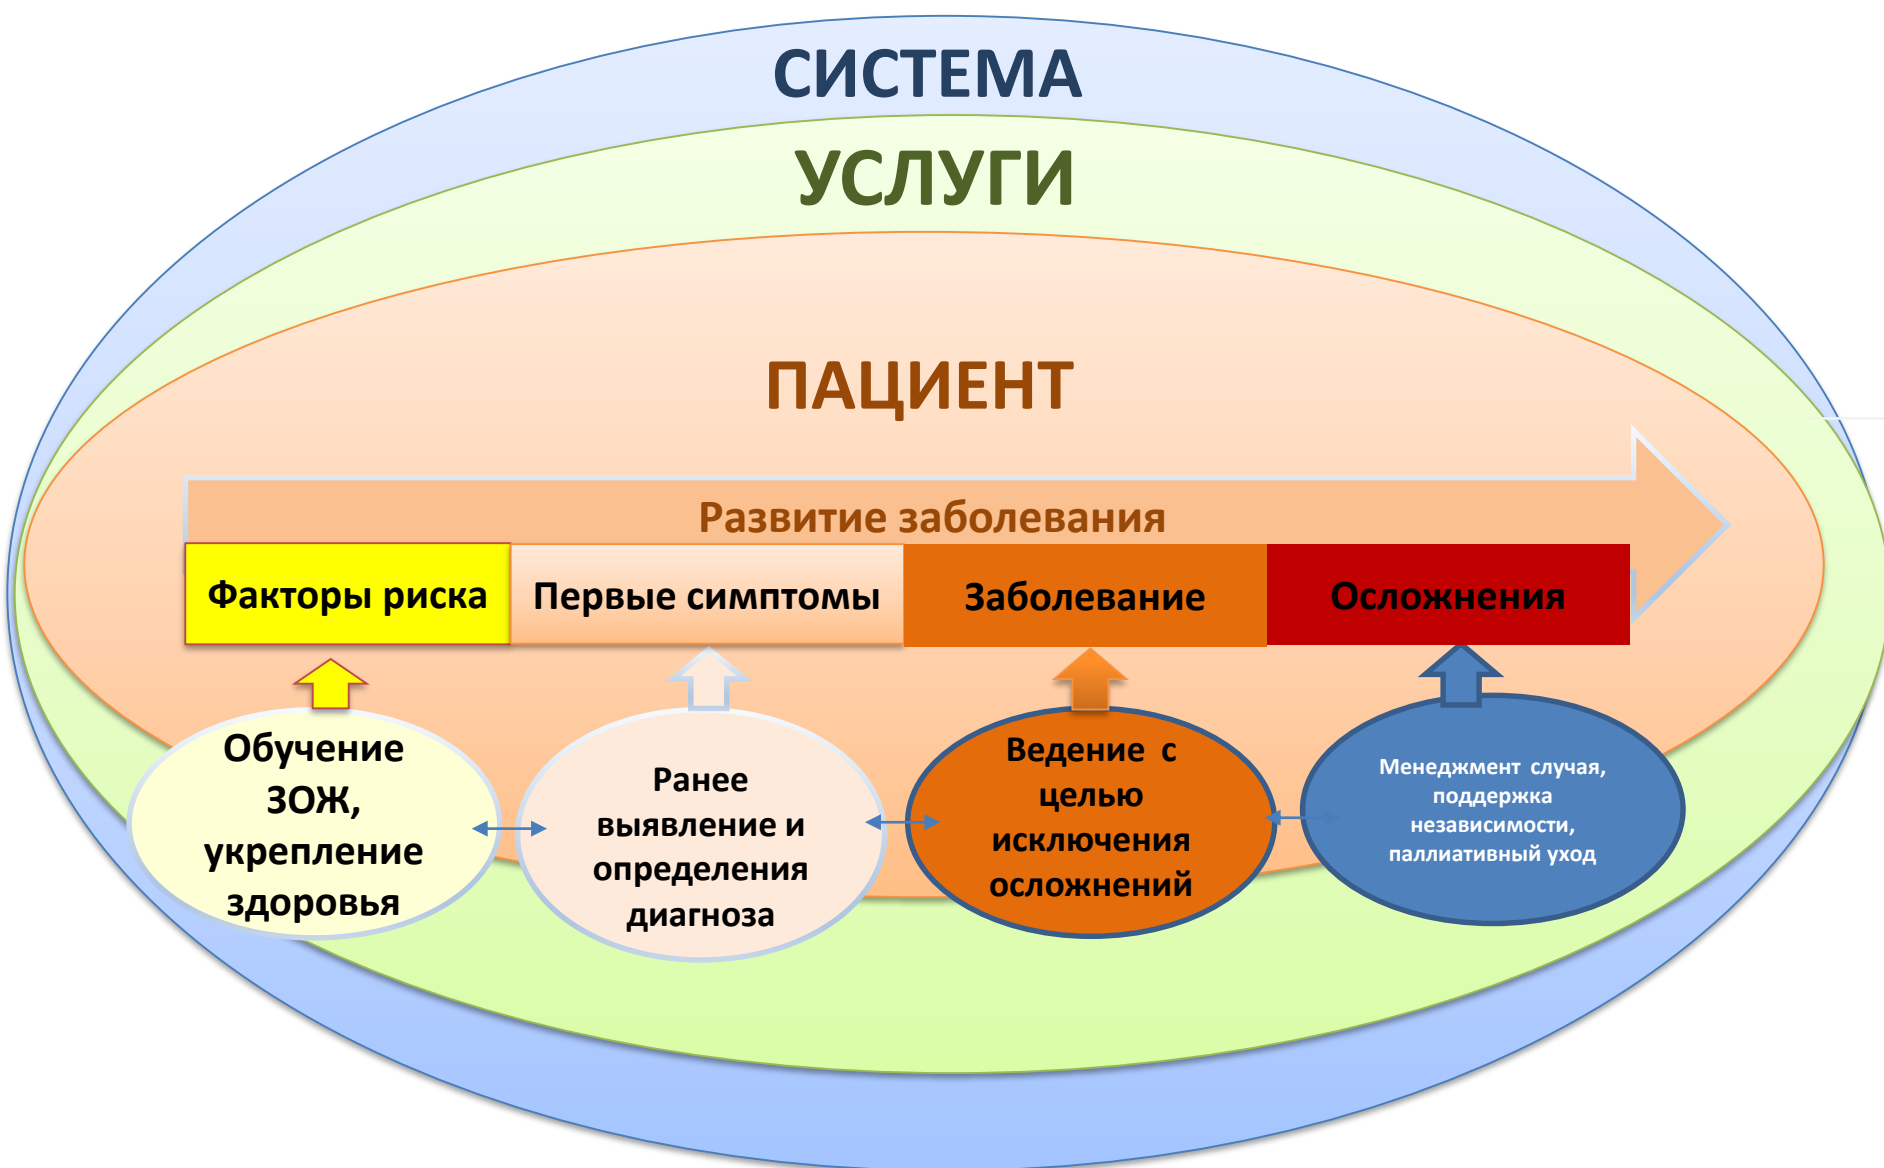 СИСТЕМА
УСЛУГИ
ПАЦИЕНТ
Развитие заболевания
Факторы риска
Первые симптомы
Заболевание
Осложнения
Обучение
ЗОЖ,
укрепление
здоровья
Ранее
выявление и
определения
диагноза
Ведение с
целью
исключения
осложнений
Менеджмент случая,
поддержка
независимости,
паллиативный уход